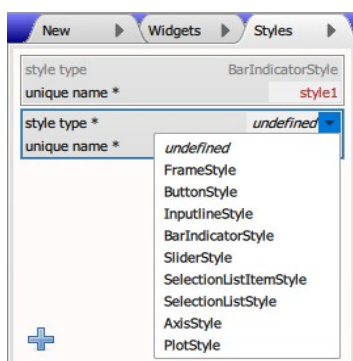 New Widgets Styles
style type BarIndicatorStyle
unique name * style1
style type * undefined
unique name *
undefined
FrameStyle
ButtonStyle
InputlineStyle
BarIndicatorStyle
SliderStyle
SelectionListItemStyle
SelectionListStyle
AxisStyle
PlotStyle